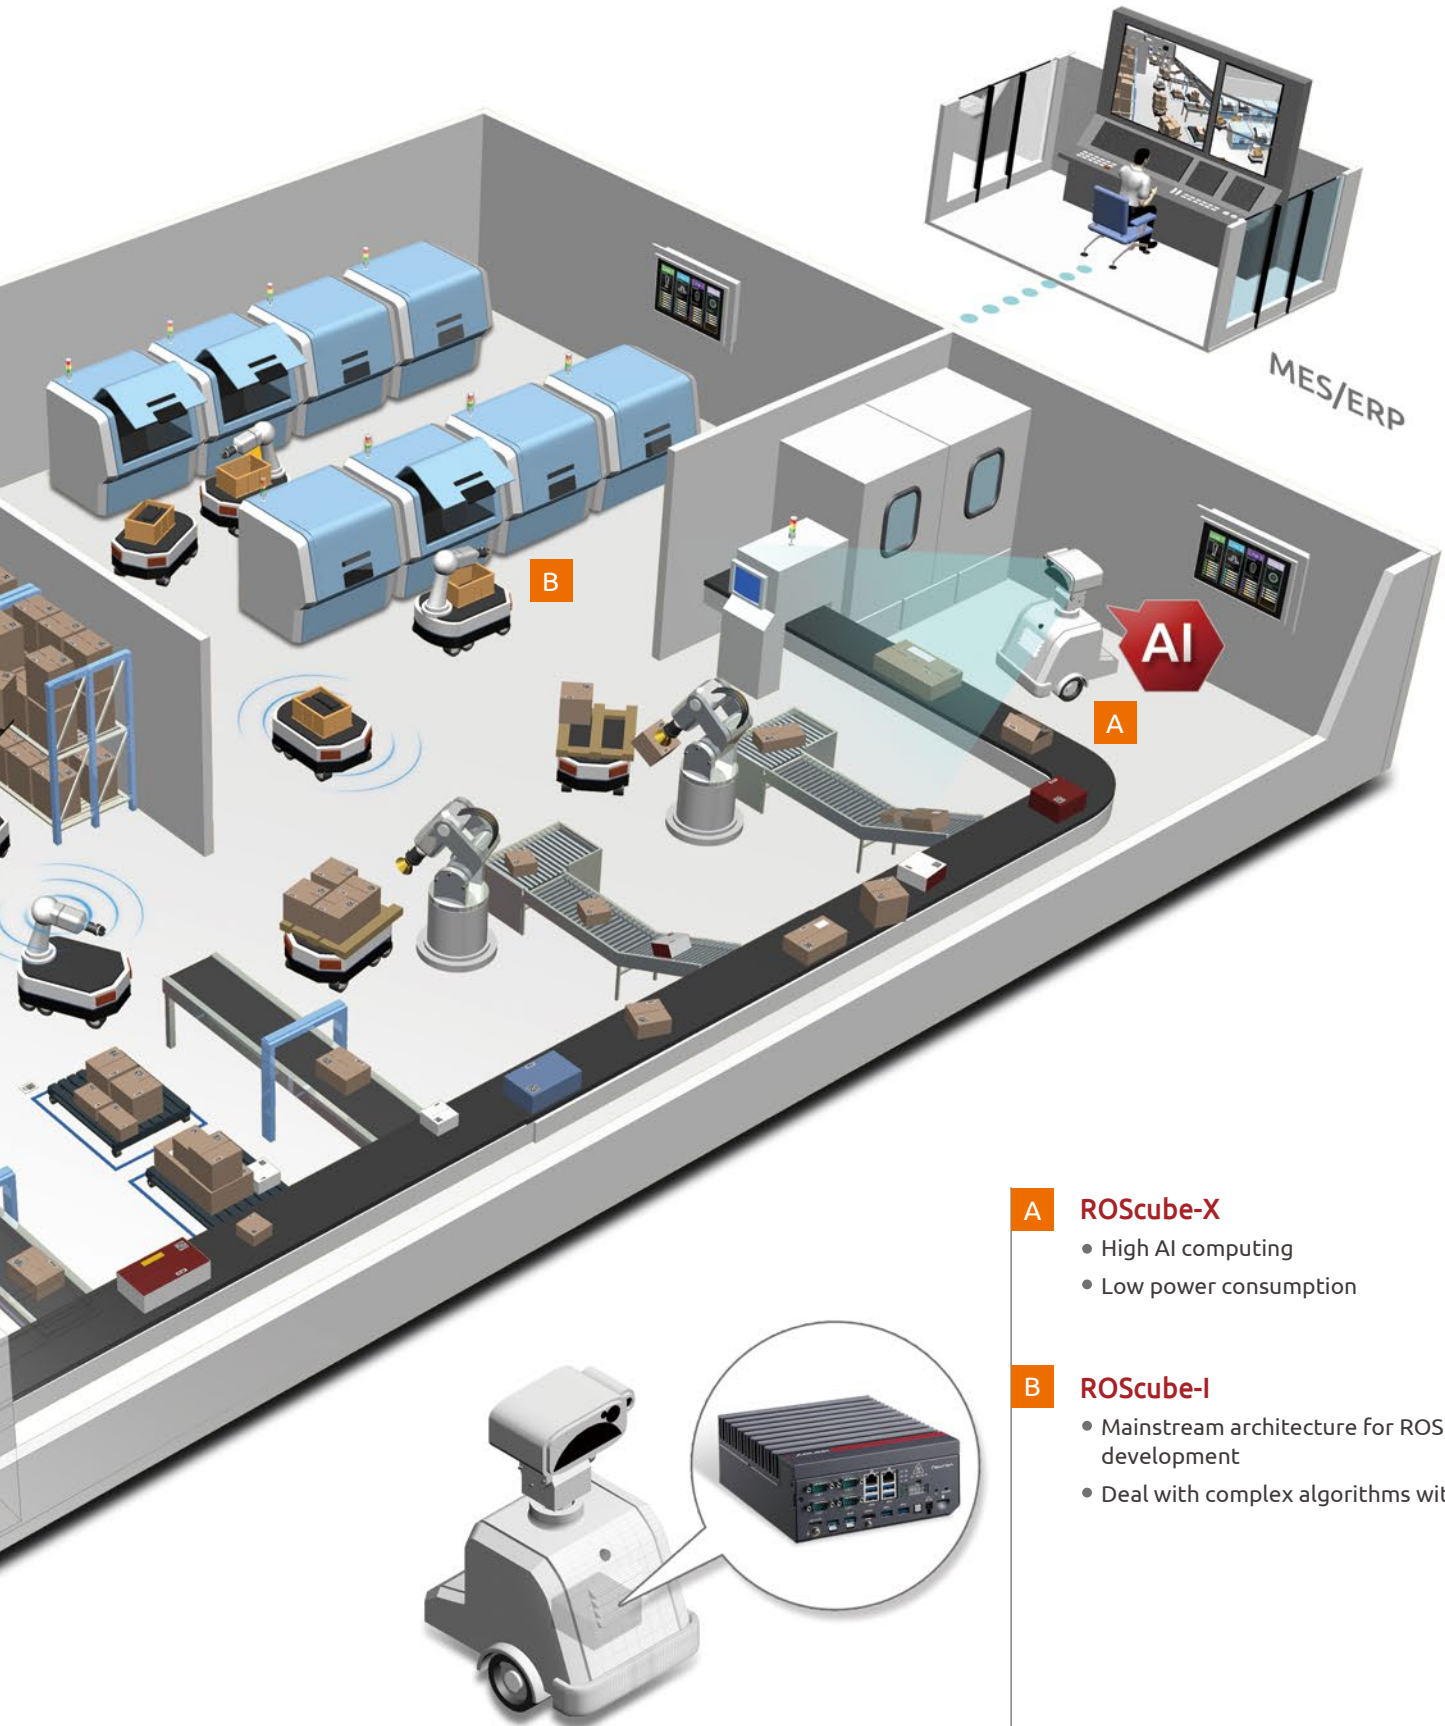 MES/ERP
B
AI
A
A
ROScube-X
• High AI computing
• Low power consumption
B
ROScube-I
• Mainstream architecture for ROS
development
• Deal with complex algorithms wit